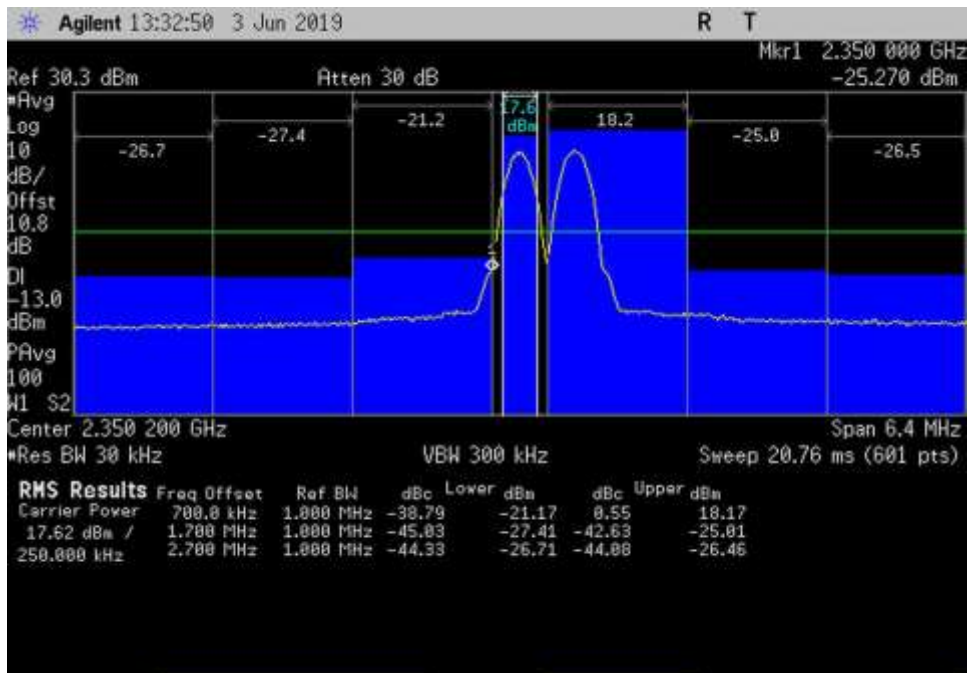 Agilent 13:32:50 3 Jun 2019 R T
Mkr1 2.350 000 GHz
Ref 30.3 dBm Atten 30 dB -25.270 dBm
#Avg
Log
10
dB/
Offst
10.8
dB
DI
-13.0
dBm
PAvg
100
W1 S2
-26.7 -27.4 -21.2 17.6 dBm 18.2 -25.0 -26.5
1
Center 2.350 200 GHz Span 6.4 MHz
#Res BW 30 kHz VBW 300 kHz Sweep 20.76 ms (601 pts)
RMS Results Freq Offset Ref BW dBc Lower dBm dBc Upper dBm
Carrier Power 700.0 kHz 1.000 MHz -38.79 -21.17 0.55 18.17
17.62 dBm / 1.700 MHz 1.000 MHz -45.03 -27.41 -42.63 -25.01
250.000 kHz 2.700 MHz 1.000 MHz -44.33 -26.71 -44.08 -26.46